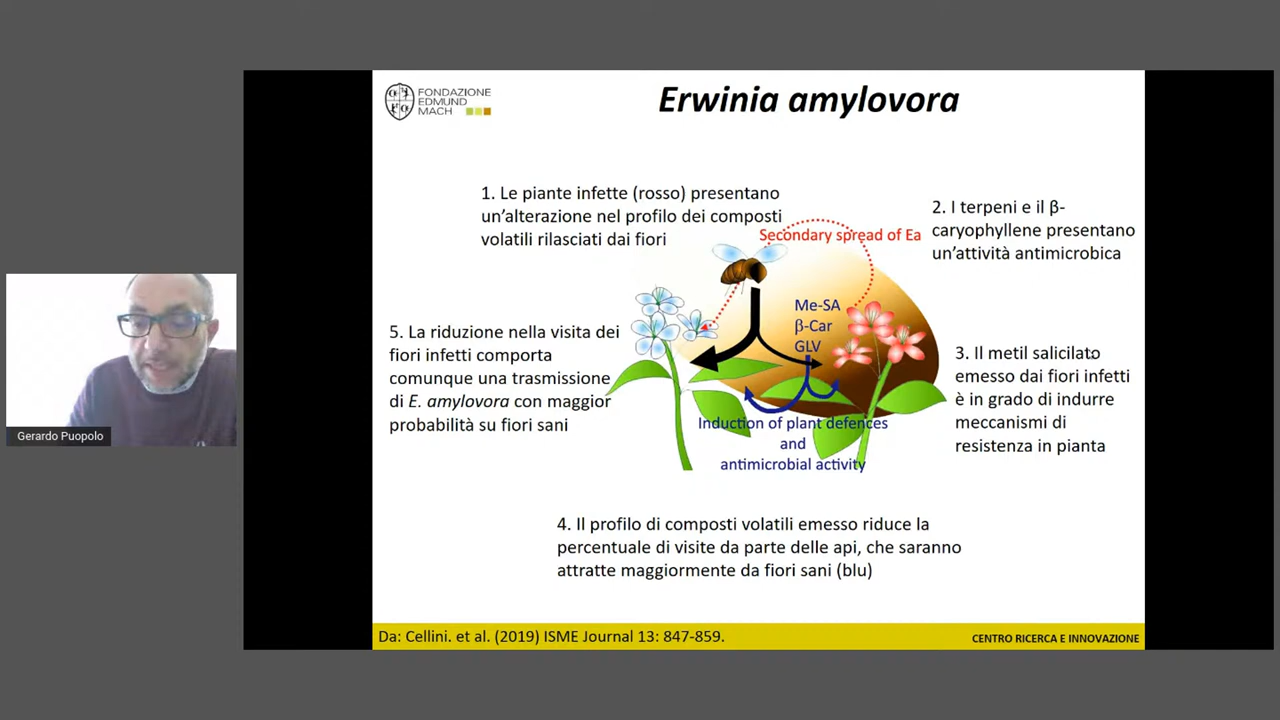 FONDAZIONE
EDMUND
MACH
Erwinia amylovora
1. Le piante infette (rosso) presentano
un'alterazione nel profilo dei composti
volatili rilasciati dai fiori
2. I terpeni e il β-
caryophyllene presentano
un'attività antimicrobica
Secondary spread of Ea
Me-SA
β-Car
GLV
5. La riduzione nella visita dei
fiori infetti comporta
comunque una trasmissione
di E. amylovora con maggior
probabilità su fiori sani
3. Il metil salicilato
emesso dai fiori infetti
è in grado di indurre
meccanismi di
resistenza in pianta
Induction of plant defences
and
antimicrobial activity
4. Il profilo di composti volatili emesso riduce la
percentuale di visite da parte delle api, che saranno
attratte maggiormente da fiori sani (blu)
Da: Cellini. et al. (2019) ISME Journal 13: 847-859.
CENTRO RICERCA E INNOVAZIONE
Gerardo Puopolo